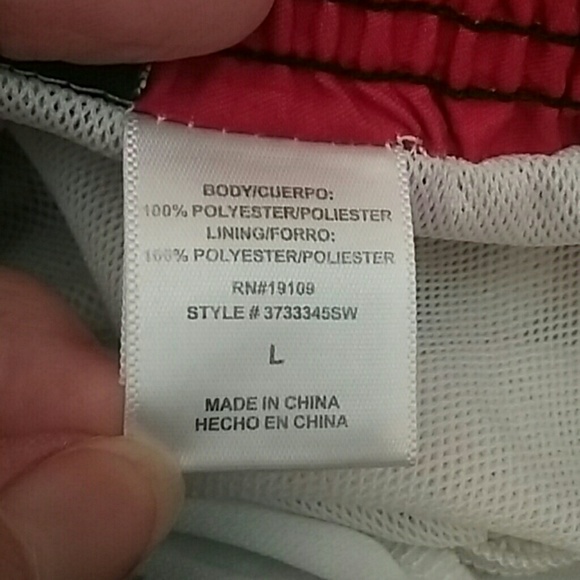 BODY/CUERPO:
100% POLYESTER/POLIESTER
LINING/FORRO:
100% POLYESTER/POLIESTER
RN#19109
STYLE # 3733345SW
L
MADE IN CHINA
HECHO EN CHINA